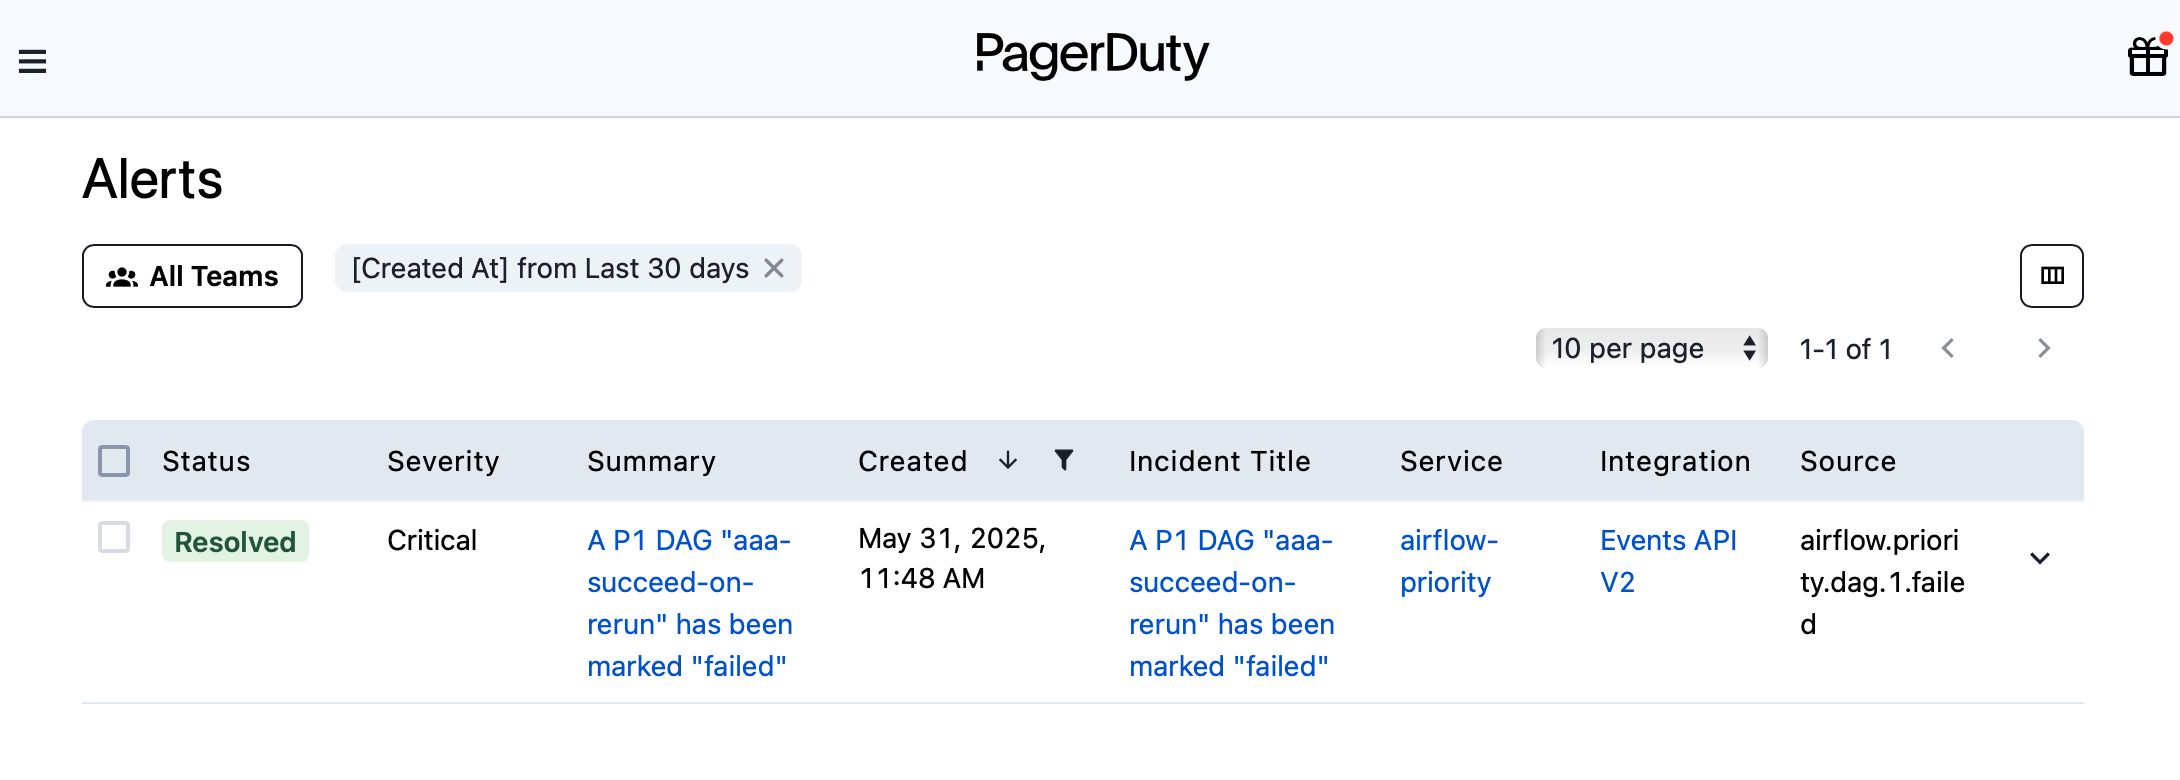 PagerDuty
Alerts
All Teams
[Created At] from Last 30 days
10 per page
1-1 of 1
Status Severity Summary Created Incident Title Service Integration Source
Resolved
Critical
A P1 DAG "aaa-
succeed-on-
rerun" has been
marked "failed"
May 31, 2025,
11:48 AM
A P1 DAG "aaa-
succeed-on-
rerun" has been
marked "failed"
airflow-
priority
Events API
V2
airflow.priori
ty.dag.1.faile
d